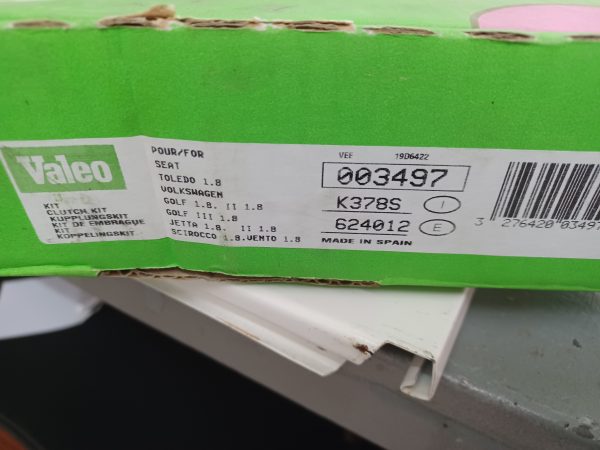 Valeo
KIT
CLUTCH KIT
KUPPLUNGSKIT
KIT DE EMBRAGUE
KIT
KOPPELINGSKIT
POUR/FOR
SEAT
TOLEDO 1.8
VOLKSWAGEN
GOLF 1.8. II 1.8
GOLF III 1.8
JETTA 1.8. II 1.8
SCIROCCO 1.8.VENTO 1.8
VEF 19D6422
003497
K378S I
624012 E
MADE IN SPAIN
3 276420 03497